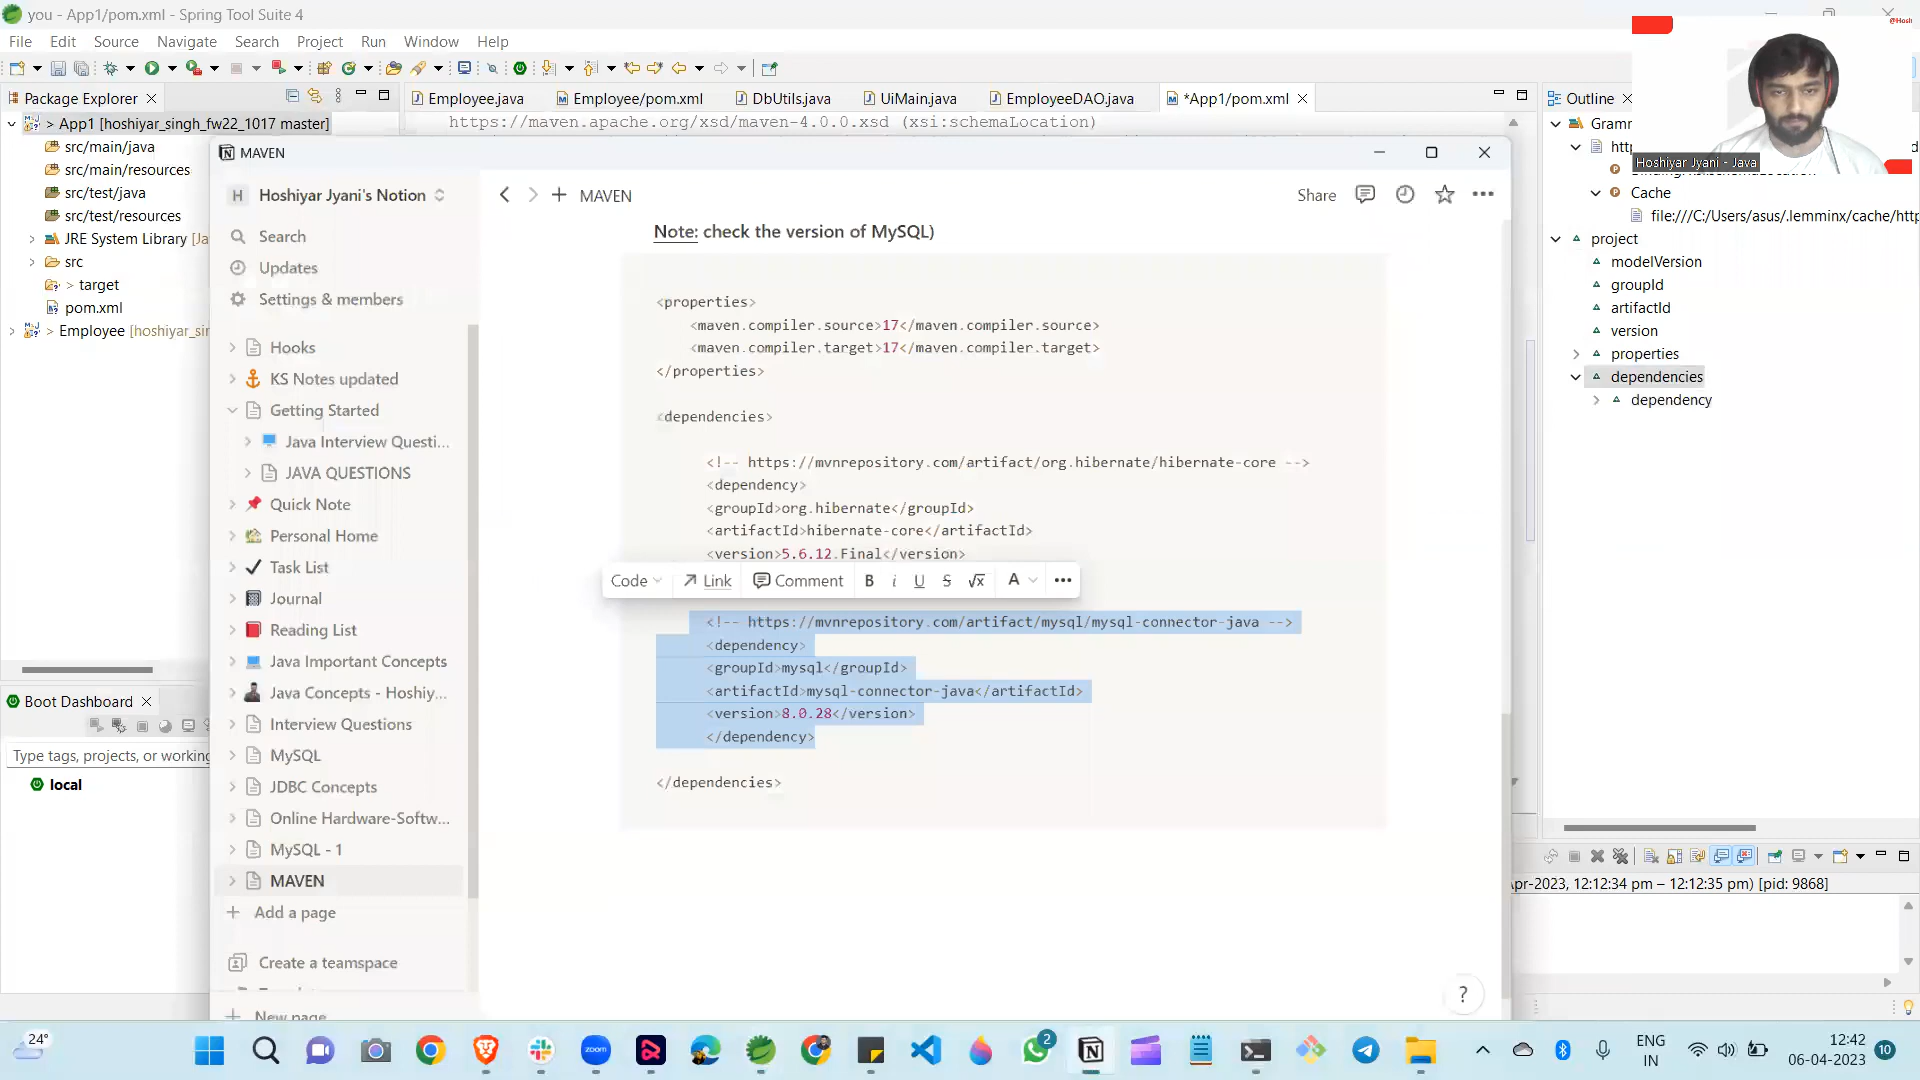 you - App1/pom.xml - Spring Tool Suite 4
File Edit Source Navigate Search Project Run Window Help
@Hosh
Package Explorer
Employee.java
Employee/pom.xml
DbUtils.java
UiMain.java
EmployeeDAO.java
*App1/pom.xml
Outline
> App1 [hoshiyar_singh_fw22_1017 master]
https://maven.apache.org/xsd/maven-4.0.0.xsd (xsi:schemaLocation)
src/main/java
src/main/resources
src/test/java
src/test/resources
JRE System Library [Ja
src
> target
pom.xml
> Employee [hoshiyar_sir
Boot Dashboard
Type tags, projects, or working
local
MAVEN
Hoshiyar Jyani's Notion
Search
Updates
Settings & members
Hooks
KS Notes updated
Getting Started
Java Interview Questi...
JAVA QUESTIONS
Quick Note
Personal Home
Task List
Journal
Reading List
Java Important Concepts
Java Concepts - Hoshiy...
Interview Questions
MySQL
JDBC Concepts
Online Hardware-Softw...
MySQL - 1
MAVEN
Add a page
Create a teamspace
New page
MAVEN
Share
Note: check the version of MySQL)
<properties>
<maven.compiler.source>17</maven.compiler.source>
<maven.compiler.target>17</maven.compiler.target>
</properties>
<dependencies>
<!-- https://mvnrepository.com/artifact/org.hibernate/hibernate-core -->
<dependency>
<groupId>org.hibernate</groupId>
<artifactId>hibernate-core</artifactId>
<version>5.6.12.Final</version>
Code Link Comment B i U S √x A
<!-- https://mvnrepository.com/artifact/mysql/mysql-connector-java -->
<dependency>
<groupId>mysql</groupId>
<artifactId>mysql-connector-java</artifactId>
<version>8.0.28</version>
</dependency>
</dependencies>
?
Gramm
Hoshiyar Jyani - Java
Cache
file:///C:/Users/asus/.lemminx/cache/http
project
modelVersion
groupId
artifactId
version
properties
dependencies
dependency
pr-2023, 12:12:34 pm – 12:12:35 pm) [pid: 9868]
24°
zoom
2
ENG
IN
12:42
06-04-2023
10